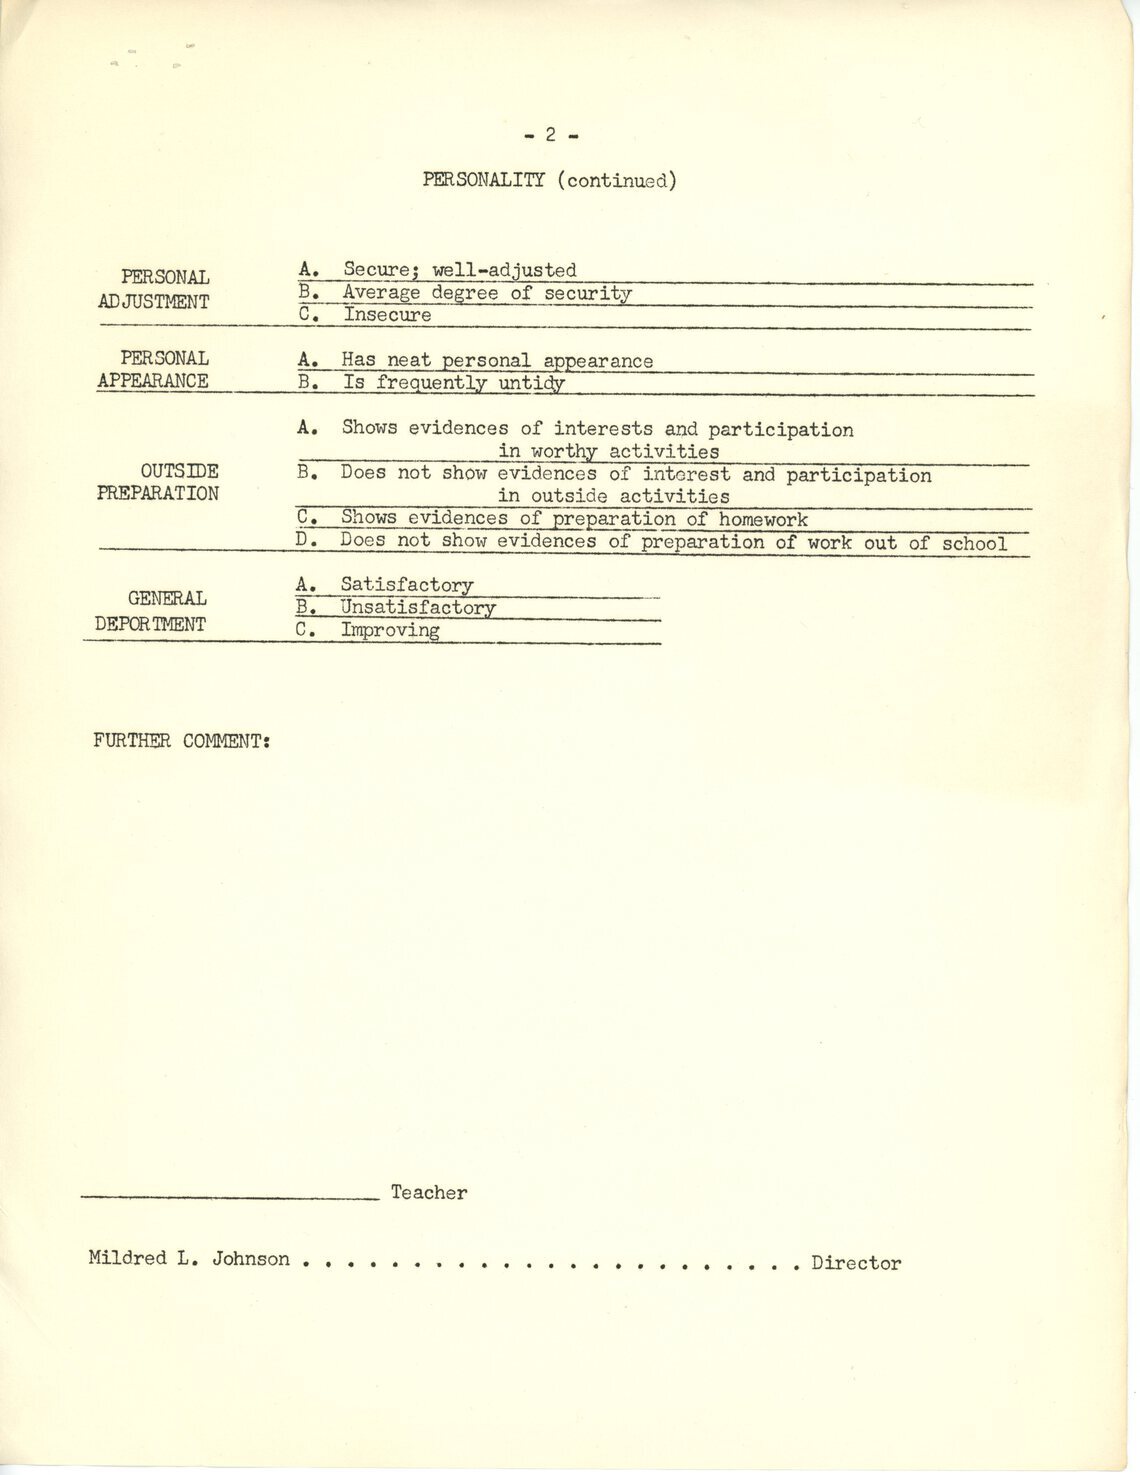 - 2 -
PERSONALITY (continued)
PERSONAL
ADJUSTMENT
A. Secure; well-adjusted
B. Average degree of security
C. Insecure
PERSONAL
APPEARANCE
A. Has neat personal appearance
B. Is frequently untidy
OUTSIDE
PREPARATION
A. Shows evidences of interests and participation
in worthy activities
B. Does not show evidences of interest and participation
in outside activities
C. Shows evidences of preparation of homework
D. Does not show evidences of preparation of work out of school
GENERAL
DEPORTMENT
A. Satisfactory
B. Unsatisfactory
C. Improving
FURTHER COMMENT:
____________________ Teacher
Mildred L. Johnson . . . . . . . . . . . . . . . . . . . . . . . Director